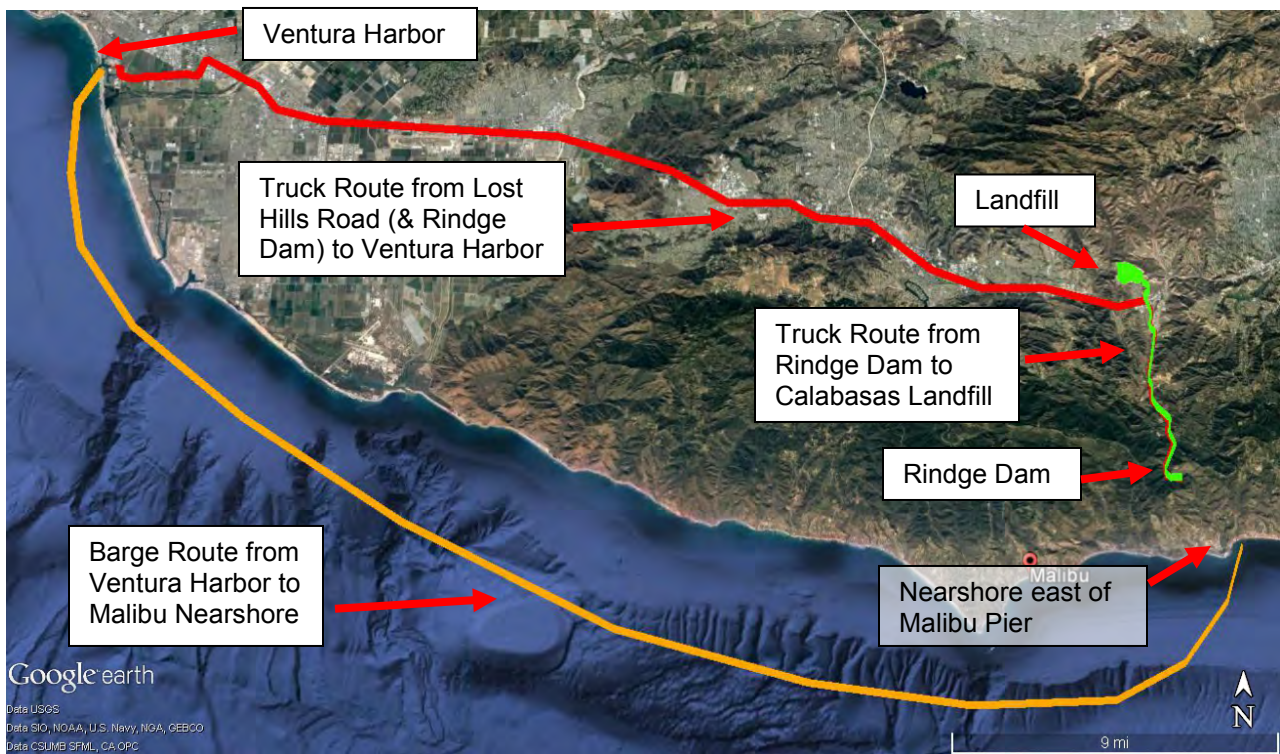 Ventura Harbor
Truck Route from Lost
Hills Road (& Rindge
Dam) to Ventura Harbor
Landfill
Truck Route from
Rindge Dam to
Calabasas Landfill
Rindge Dam
Barge Route from
Ventura Harbor to
Malibu Nearshore
Malibu
Nearshore east of
Malibu Pier
Google earth
Data USGS
Data SIO, NOAA, U.S. Navy, NGA, GEBCO
Data CSUMB SFML, CA OPC
N
9 mi